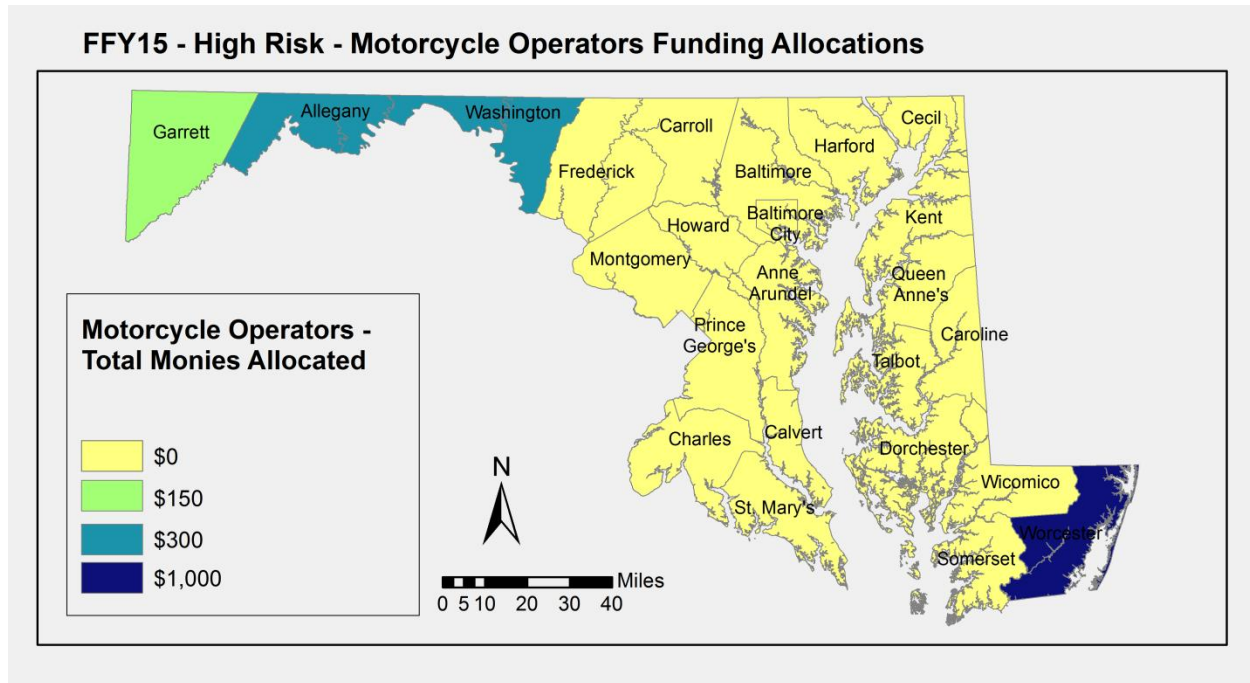 FFY15 - High Risk - Motorcycle Operators Funding Allocations
Garrett
Allegany
Washington
Frederick
Carroll
Baltimore
Harford
Cecil
Baltimore
City
Howard
Montgomery
Kent
Anne
Arundel
Queen
Anne's
Prince
George's
Caroline
Talbot
Charles
Calvert
Dorchester
St. Mary's
Wicomico
Worcester
Somerset
Motorcycle Operators -
Total Monies Allocated
$0
$150
$300
$1,000
N
Miles
0 5 10 20 30 40